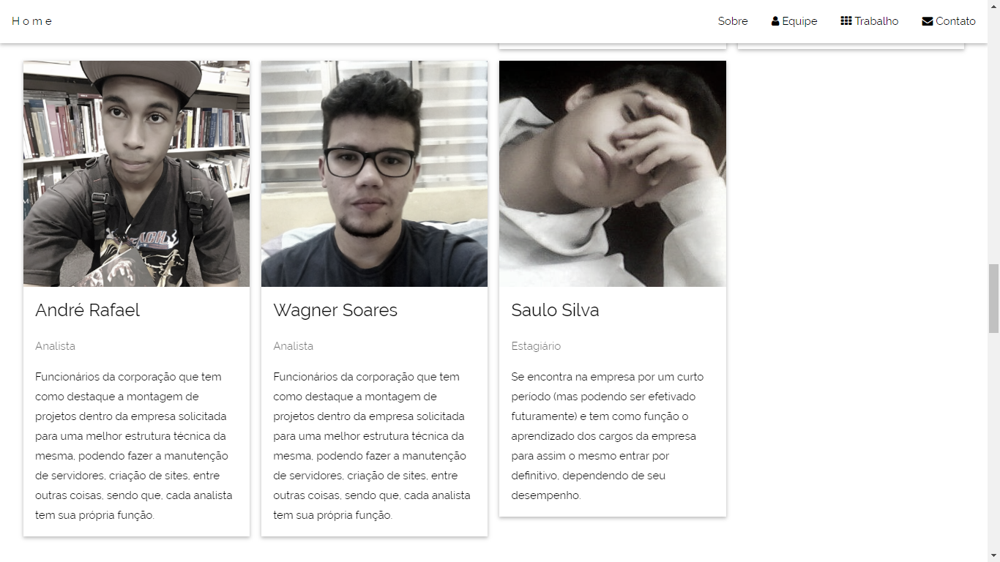 H o m e
Sobre
Equipe
Trabalho
Contato
André Rafael
Analista
Funcionários da corporação que tem
como destaque a montagem de
projetos dentro da empresa solicitada
para uma melhor estrutura técnica da
mesma, podendo fazer a manutenção
de servidores, criação de sites, entre
outras coisas, sendo que, cada analista
tem sua própria função.
Wagner Soares
Analista
Funcionários da corporação que tem
como destaque a montagem de
projetos dentro da empresa solicitada
para uma melhor estrutura técnica da
mesma, podendo fazer a manutenção
de servidores, criação de sites, entre
outras coisas, sendo que, cada analista
tem sua própria função.
Saulo Silva
Estagiário
Se encontra na empresa por um curto
periodo (mas podendo ser efetivado
futuramente) e tem como função o
aprendizado dos cargos da empresa
para assim o mesmo entrar por
definitivo, dependendo de seu
desempenho.